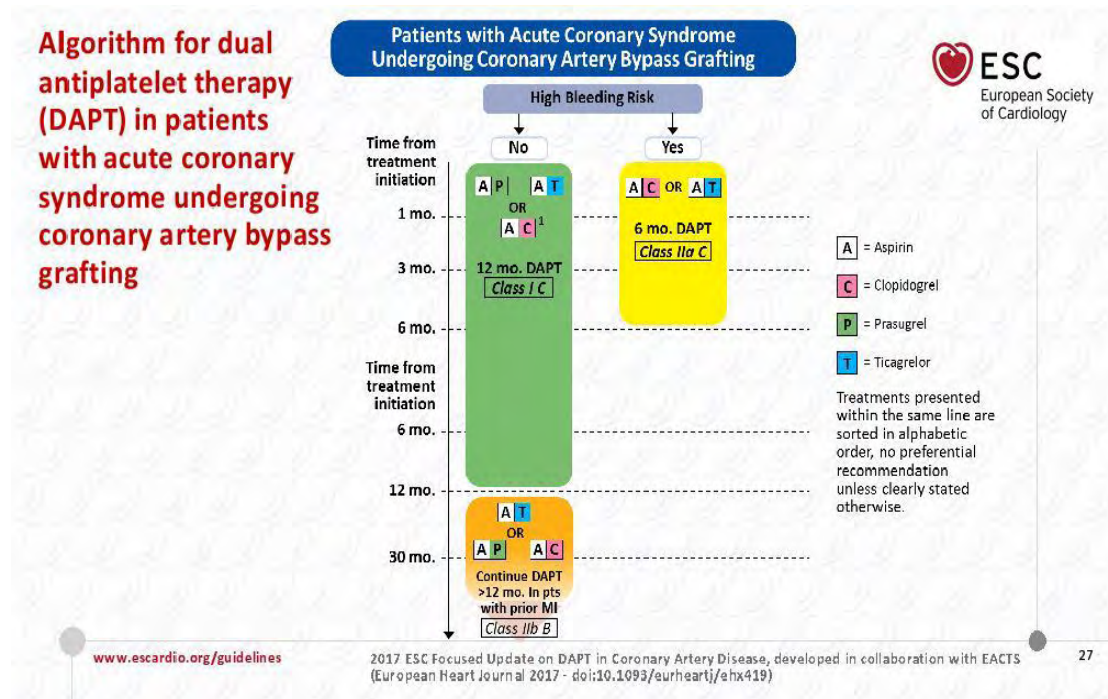 Algorithm for dual
antiplatelet therapy
(DAPT) in patients
with acute coronary
syndrome undergoing
coronary artery bypass
grafting
Patients with Acute Coronary Syndrome
Undergoing Coronary Artery Bypass Grafting
ESC
European Society
of Cardiology
High Bleeding Risk
No
Yes
Time from
treatment
initiation
A P A T
OR
A C 1
12 mo. DAPT
Class I C
A C OR A T
6 mo. DAPT
Class IIa C
1 mo.
3 mo.
6 mo.
Time from
treatment
initiation
6 mo.
12 mo.
30 mo.
A T
OR
A P A C
Continue DAPT
>12 mo. In pts
with prior MI
Class IIb B
A = Aspirin
C = Clopidogrel
P = Prasugrel
T = Ticagrelor
Treatments presented
within the same line are
sorted in alphabetic
order, no preferential
recommendation
unless clearly stated
otherwise.
www.escardio.org/guidelines
2017 ESC Focused Update on DAPT in Coronary Artery Disease, developed in collaboration with EACTS
(European Heart Journal 2017 - doi:10.1093/eurheartj/ehx419)
27